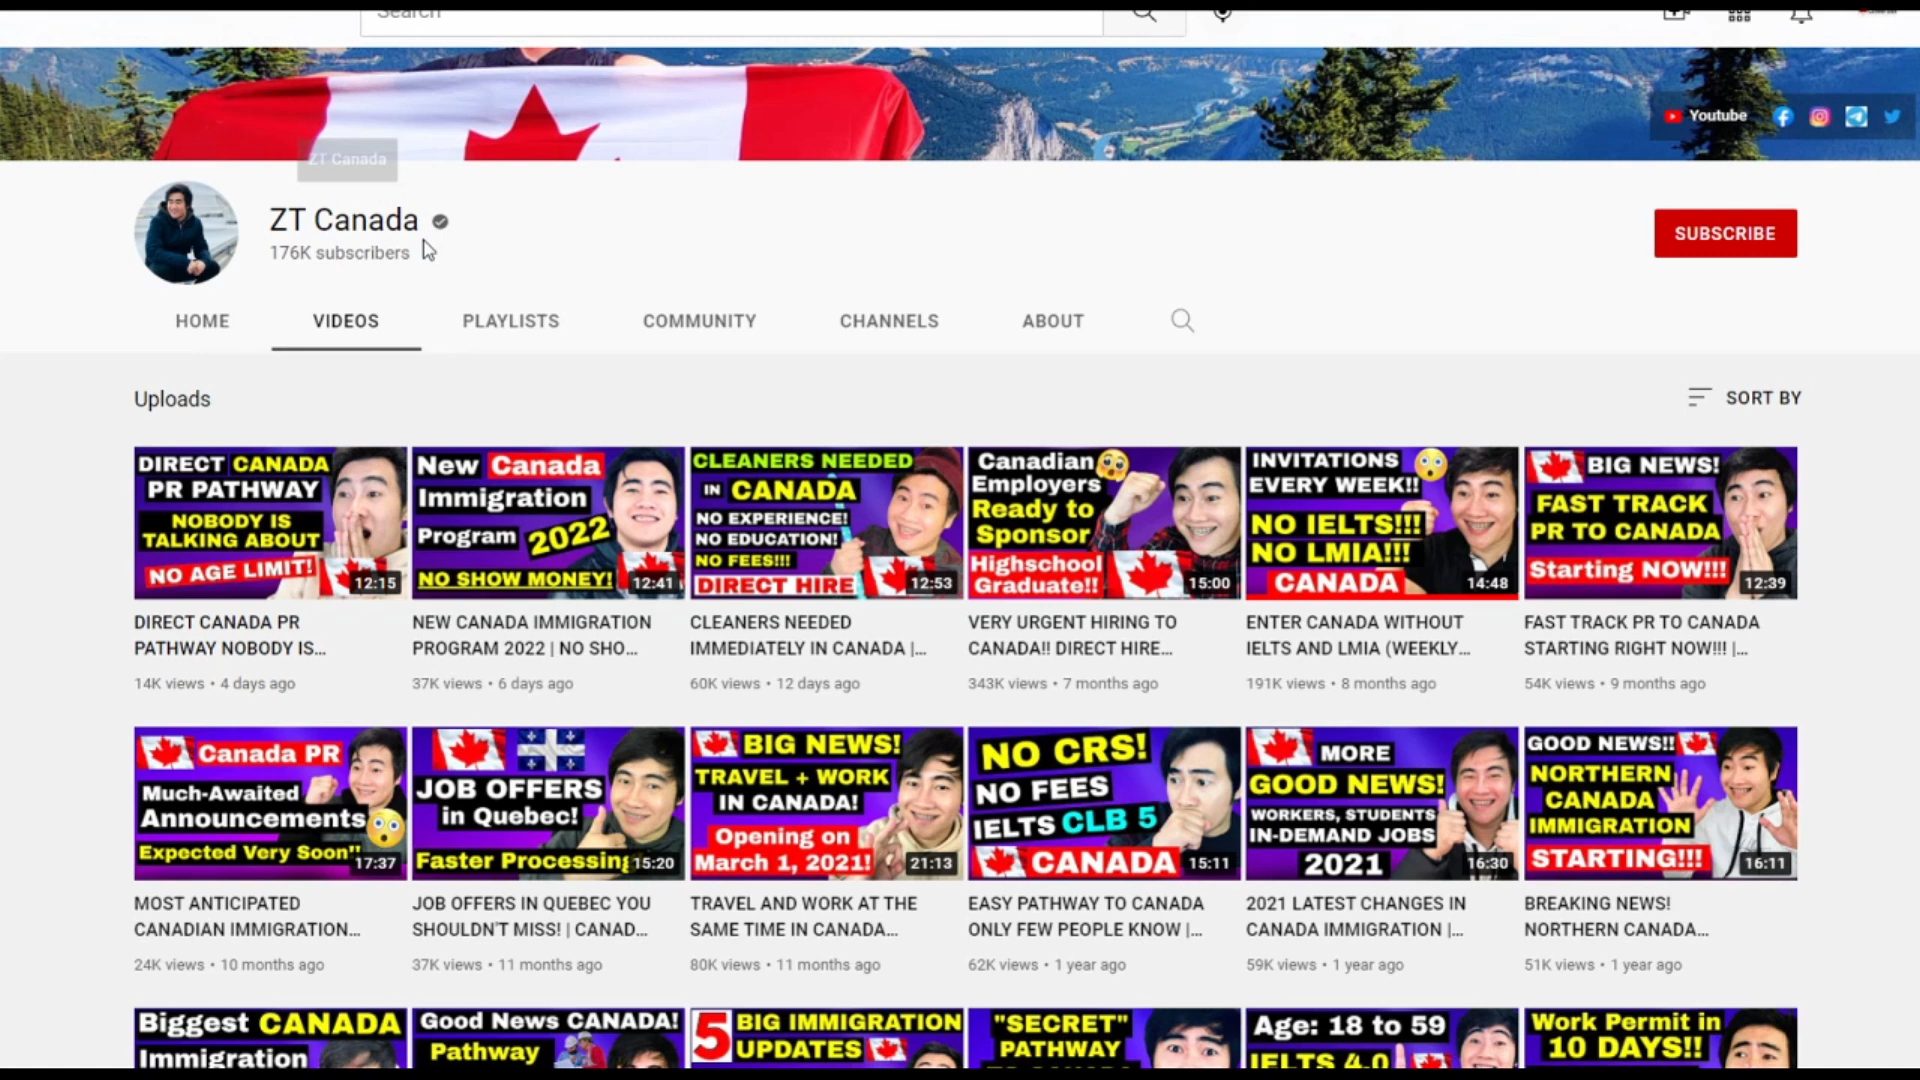 Search
Youtube
ZT Canada
ZT Canada
176K subscribers
SUBSCRIBE
HOME
VIDEOS
PLAYLISTS
COMMUNITY
CHANNELS
ABOUT
Uploads
SORT BY
DIRECT CANADA
PR PATHWAY
NOBODY IS
TALKING ABOUT
NO AGE LIMIT!
12:15
New Canada
Immigration
Program 2022
NO SHOW MONEY!
12:41
CLEANERS NEEDED
IN CANADA
NO EXPERIENCE!
NO EDUCATION!
NO FEES!!!
DIRECT HIRE
12:53
Canadian
Employers
Ready to
Sponsor
Highschool
Graduate!!
15:00
INVITATIONS
EVERY WEEK!!
NO IELTS!!!
NO LMIA!!!
CANADA
14:48
BIG NEWS!
FAST TRACK
PR TO CANADA
Starting NOW!!!
12:39
DIRECT CANADA PR
PATHWAY NOBODY IS...
14K views • 4 days ago
NEW CANADA IMMIGRATION
PROGRAM 2022 | NO SHO...
37K views • 6 days ago
CLEANERS NEEDED
IMMEDIATELY IN CANADA |...
60K views • 12 days ago
VERY URGENT HIRING TO
CANADA!! DIRECT HIRE...
343K views • 7 months ago
ENTER CANADA WITHOUT
IELTS AND LMIA (WEEKLY...
191K views • 8 months ago
FAST TRACK PR TO CANADA
STARTING RIGHT NOW!!! |...
54K views • 9 months ago
Canada PR
Much-Awaited
Announcements
Expected Very Soon!!
17:37
JOB OFFERS
in Quebec!
Faster Processing
15:20
BIG NEWS!
TRAVEL + WORK
IN CANADA!
Opening on
March 1, 2021!
21:13
NO CRS!
NO FEES
IELTS CLB 5
CANADA
15:11
MORE
GOOD NEWS!
WORKERS, STUDENTS
IN-DEMAND JOBS
2021
16:30
GOOD NEWS!!
NORTHERN
CANADA
IMMIGRATION
STARTING!!!
16:11
MOST ANTICIPATED
CANADIAN IMMIGRATION...
24K views • 10 months ago
JOB OFFERS IN QUEBEC YOU
SHOULDN'T MISS! | CANAD...
37K views • 11 months ago
TRAVEL AND WORK AT THE
SAME TIME IN CANADA...
80K views • 11 months ago
EASY PATHWAY TO CANADA
ONLY FEW PEOPLE KNOW |...
62K views • 1 year ago
2021 LATEST CHANGES IN
CANADA IMMIGRATION |...
59K views • 1 year ago
BREAKING NEWS!
NORTHERN CANADA...
51K views • 1 year ago
Biggest CANADA
Immigration
Good News CANADA!
Pathway
5 BIG IMMIGRATION
UPDATES
"SECRET"
PATHWAY
Age: 18 to 59
IELTS 4.0
Work Permit in
10 DAYS!!